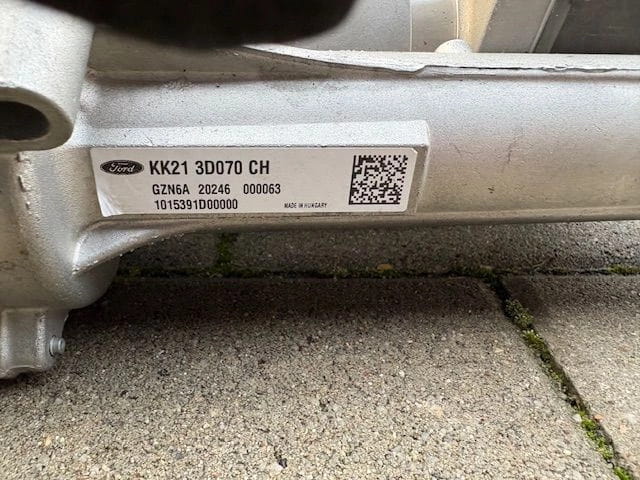 Ford KK21 3D070 CH
GZN6A 20246 000063
1015391D00000
MADE IN HUNGARY